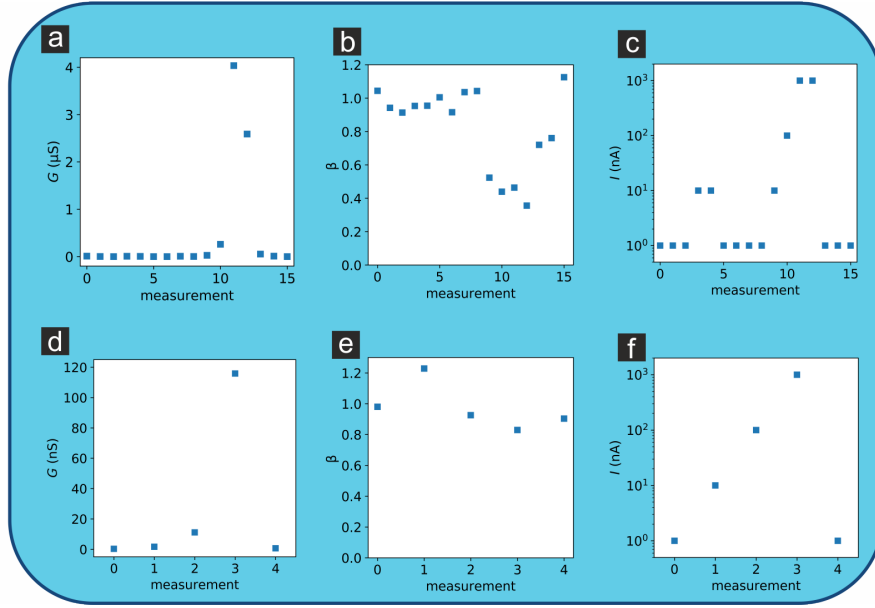 a
4
3
2
1
0
G (µS)
0 5 10 15
measurement
b
1.2
1.0
0.8
0.6
0.4
0.2
0.0
β
0 5 10 15
measurement
c
10³
10²
10¹
10⁰
I (nA)
0 5 10 15
measurement
d
120
100
80
60
40
20
0
G (nS)
0 1 2 3 4
measurement
e
1.2
1.0
0.8
0.6
0.4
0.2
0.0
β
0 1 2 3 4
measurement
f
10³
10²
10¹
10⁰
I (nA)
0 1 2 3 4
measurement